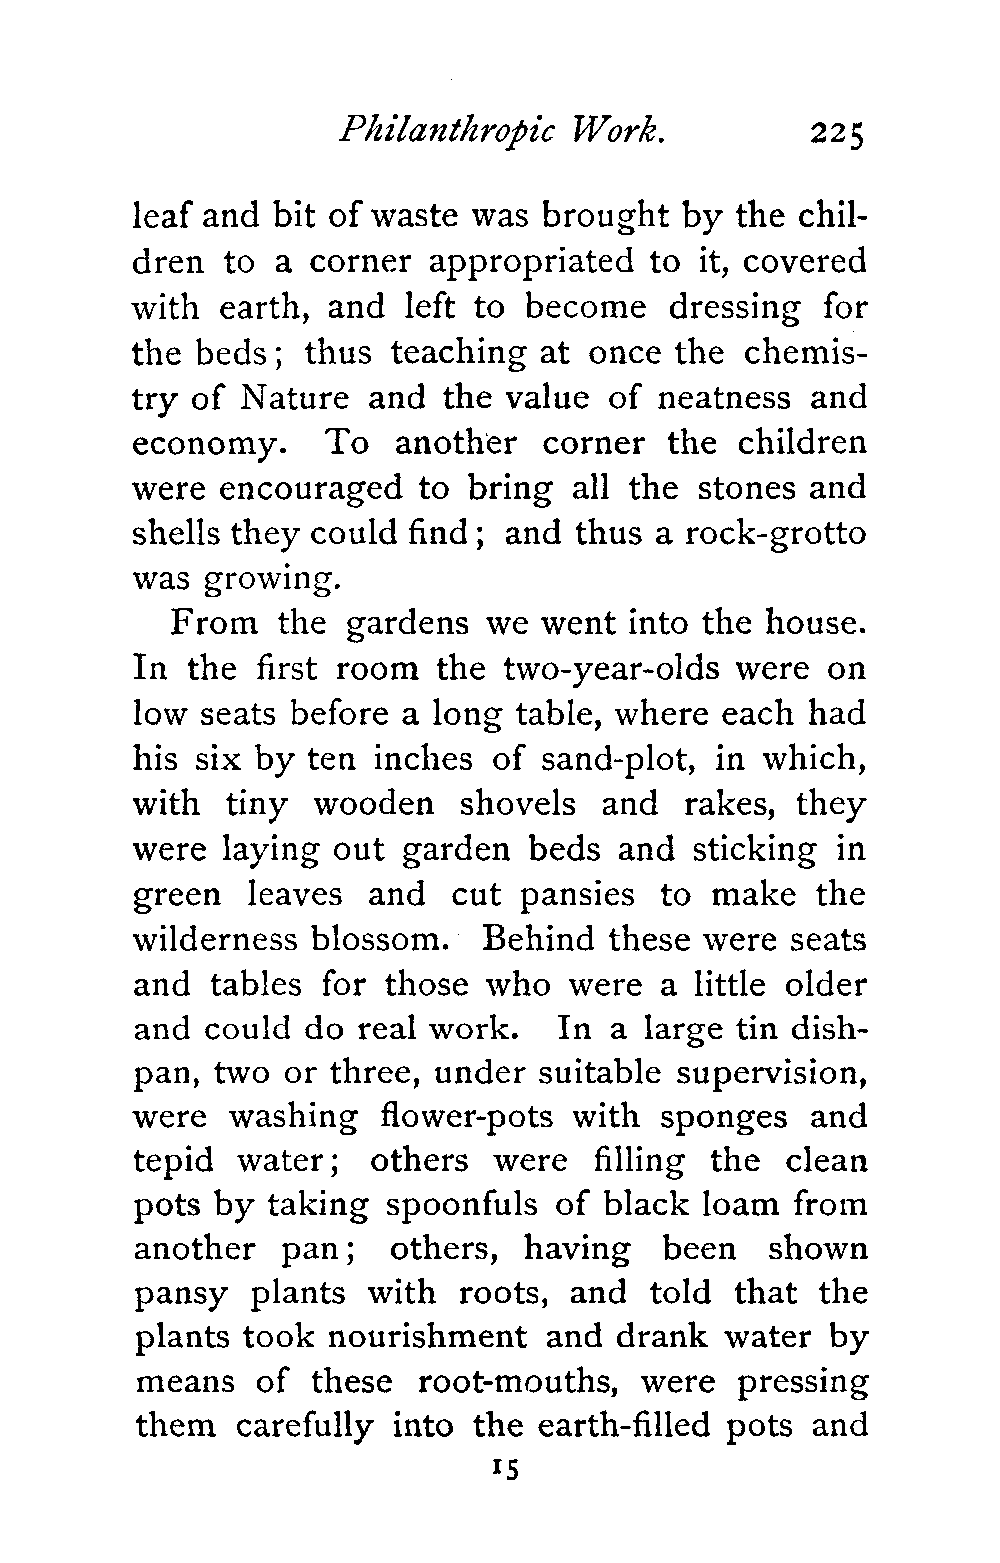 Philanthropic Work. 225
leaf and bit of waste was brought by the chil-
dren to a corner appropriated to it, covered
with earth, and left to become dressing for
the beds; thus teaching at once the chemis-
try of Nature and the value of neatness and
economy. To another corner the children
were encouraged to bring all the stones and
shells they could find; and thus a rock-grotto
was growing.
From the gardens we went into the house.
In the first room the two-year-olds were on
low seats before a long table, where each had
his six by ten inches of sand-plot, in which,
with tiny wooden shovels and rakes, they
were laying out garden beds and sticking in
green leaves and cut pansies to make the
wilderness blossom. Behind these were seats
and tables for those who were a little older
and could do real work. In a large tin dish-
pan, two or three, under suitable supervision,
were washing flower-pots with sponges and
tepid water; others were filling the clean
pots by taking spoonfuls of black loam from
another pan; others, having been shown
pansy plants with roots, and told that the
plants took nourishment and drank water by
means of these root-mouths, were pressing
them carefully into the earth-filled pots and
15